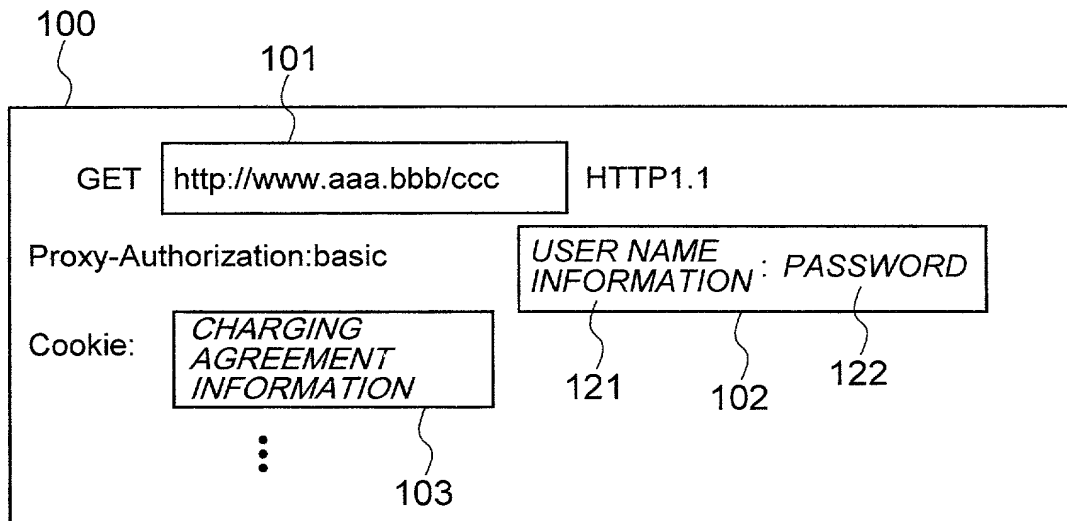 100
101
GET http://www.aaa.bbb/ccc HTTP1.1
Proxy-Authorization:basic
USER NAME
INFORMATION : PASSWORD
Cookie:
CHARGING
AGREEMENT
INFORMATION
121
102
122
103